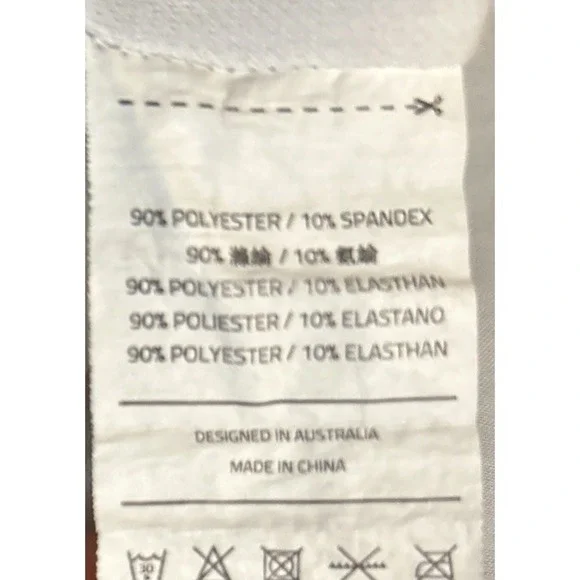 90% POLYESTER / 10% SPANDEX
90% 滌綸 / 10% 氨綸
90% POLYESTER / 10% ELASTHAN
90% POLIESTER / 10% ELASTANO
90% POLYESTER / 10% ELASTHAN
DESIGNED IN AUSTRALIA
MADE IN CHINA
30